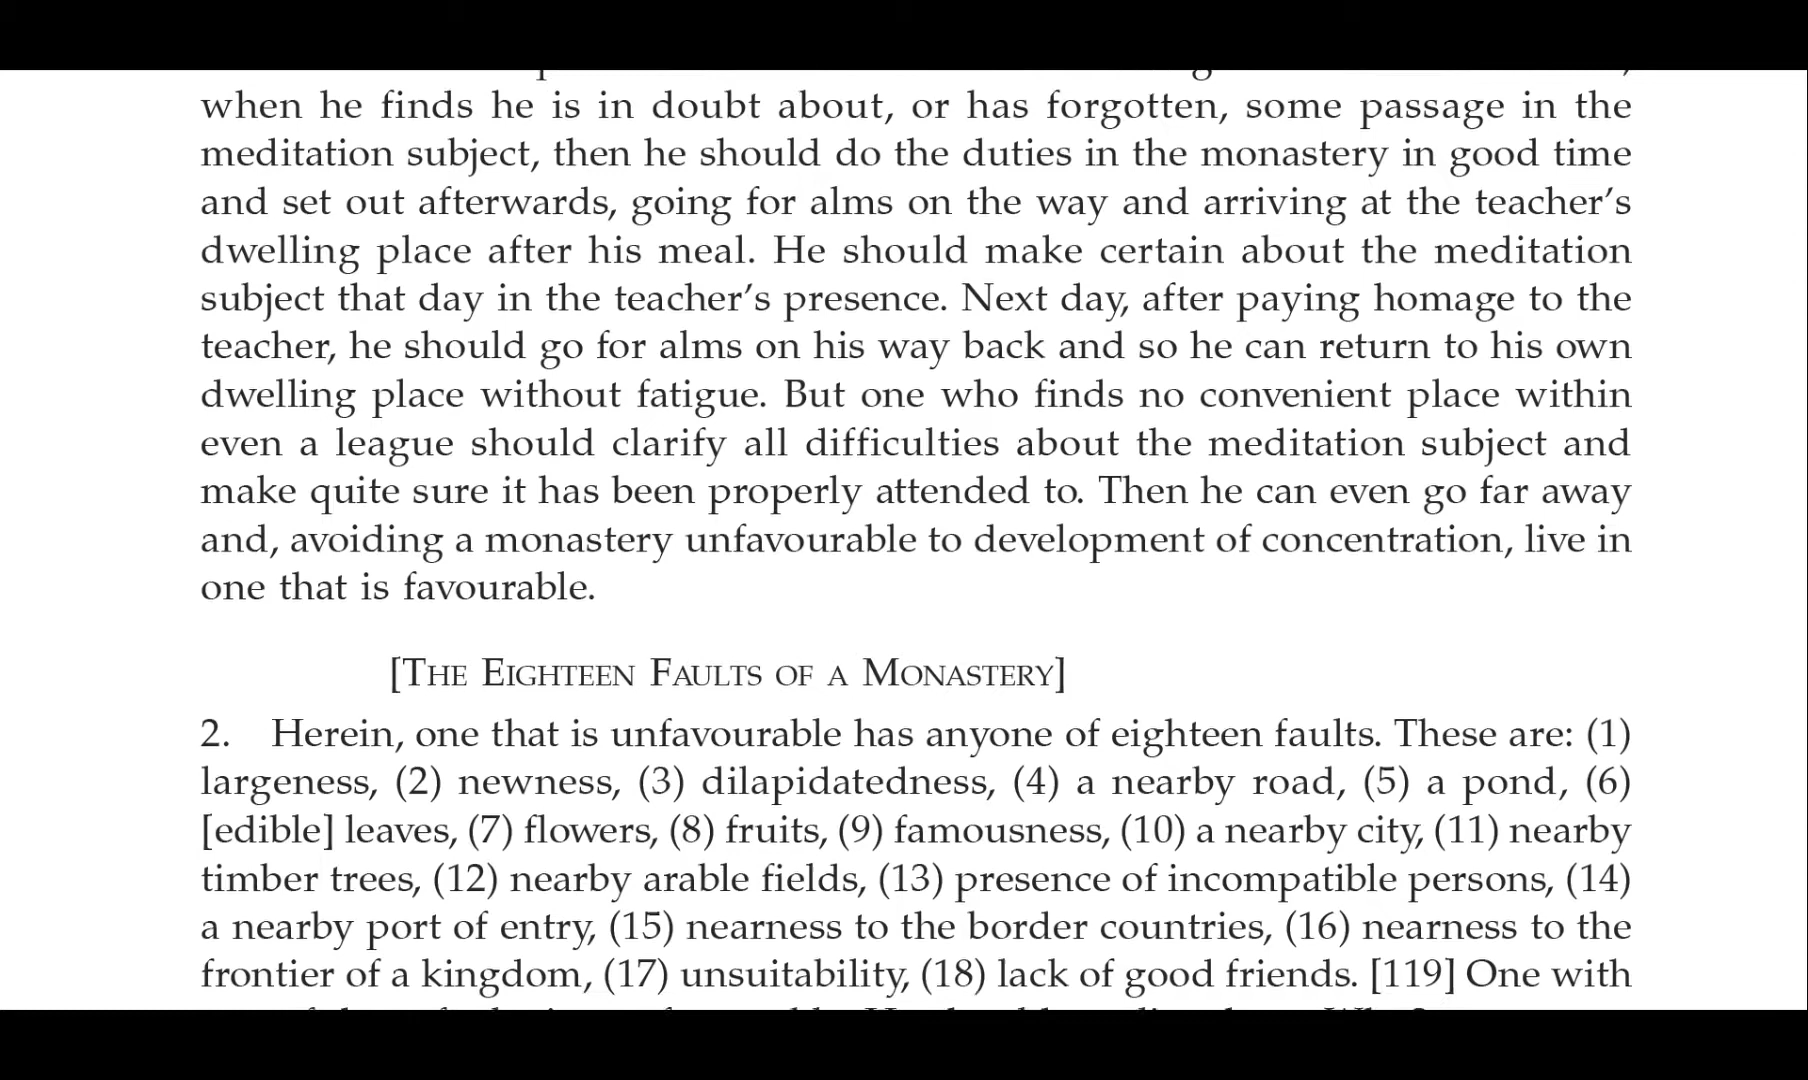 when he finds he is in doubt about, or has forgotten, some passage in the
meditation subject, then he should do the duties in the monastery in good time
and set out afterwards, going for alms on the way and arriving at the teacher’s
dwelling place after his meal. He should make certain about the meditation
subject that day in the teacher’s presence. Next day, after paying homage to the
teacher, he should go for alms on his way back and so he can return to his own
dwelling place without fatigue. But one who finds no convenient place within
even a league should clarify all difficulties about the meditation subject and
make quite sure it has been properly attended to. Then he can even go far away
and, avoiding a monastery unfavourable to development of concentration, live in
one that is favourable.
[THE EIGHTEEN FAULTS OF A MONASTERY]
2. Herein, one that is unfavourable has anyone of eighteen faults. These are: (1)
largeness, (2) newness, (3) dilapidatedness, (4) a nearby road, (5) a pond, (6)
[edible] leaves, (7) flowers, (8) fruits, (9) famousness, (10) a nearby city, (11) nearby
timber trees, (12) nearby arable fields, (13) presence of incompatible persons, (14)
a nearby port of entry, (15) nearness to the border countries, (16) nearness to the
frontier of a kingdom, (17) unsuitability, (18) lack of good friends. [119] One with